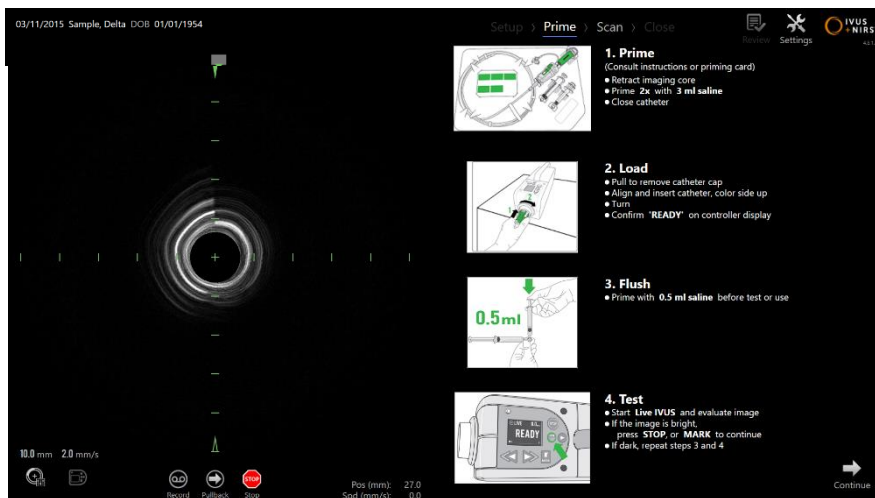 03/11/2015 Sample, Delta DOB 01/01/1954
Setup > Prime > Scan > Close
Review
Settings
IVUS
+NIRS
1. Prime
(Consult instructions or priming card)
• Retract imaging core
• Prime 2x with 3 ml saline
• Close catheter
2. Load
• Pull to remove catheter cap
• Align and insert catheter, color side up
• Turn
• Confirm 'READY' on controller display
1
2
3. Flush
• Prime with 0.5 ml saline before test or use
0.5ml
4. Test
• Start Live IVUS and evaluate image
• If the image is bright,
press STOP, or MARK to continue
• If dark, repeat steps 3 and 4
READY
10.0 mm 2.0 mm/s
STOP
Record Pullback Stop
Pos (mm): 27.0
Spd (mm/s): 0.0
Continue